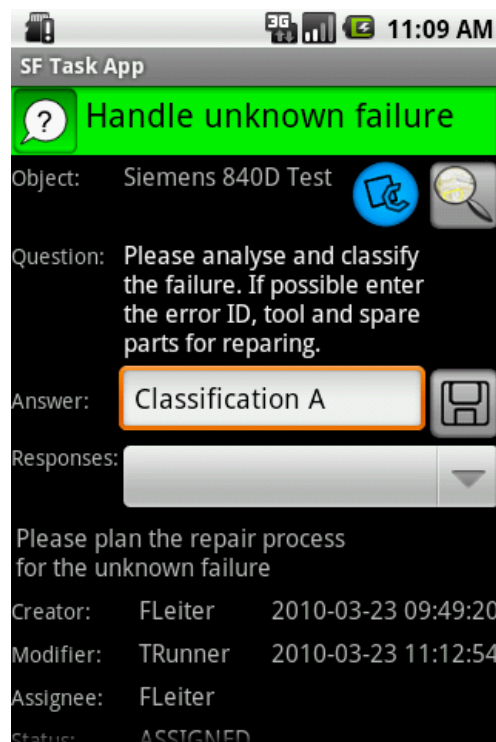 3G 11:09 AM
SF Task App
? Handle unknown failure
Object: Siemens 840D Test
Question: Please analyse and classify
the failure. If possible enter
the error ID, tool and spare
parts for reparing.
Answer: Classification A
Responses:
Please plan the repair process
for the unknown failure
Creator: FLeiter 2010-03-23 09:49:20
Modifier: TRunner 2010-03-23 11:12:54
Assignee: FLeiter
Status: ASSIGNED